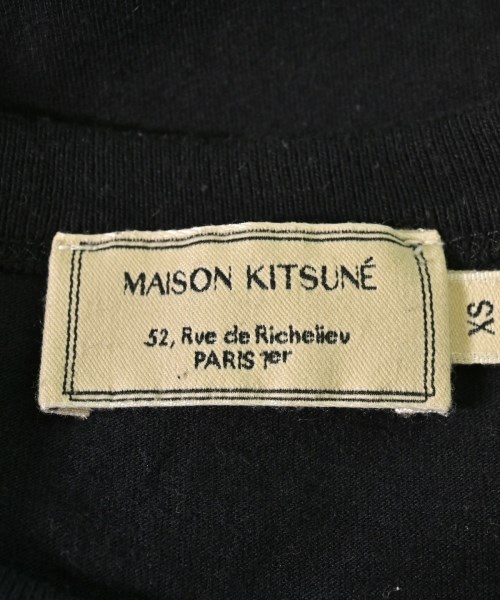 MAISON KITSUNÉ
52, Rue de Richelieu
PARIS 1er
XS